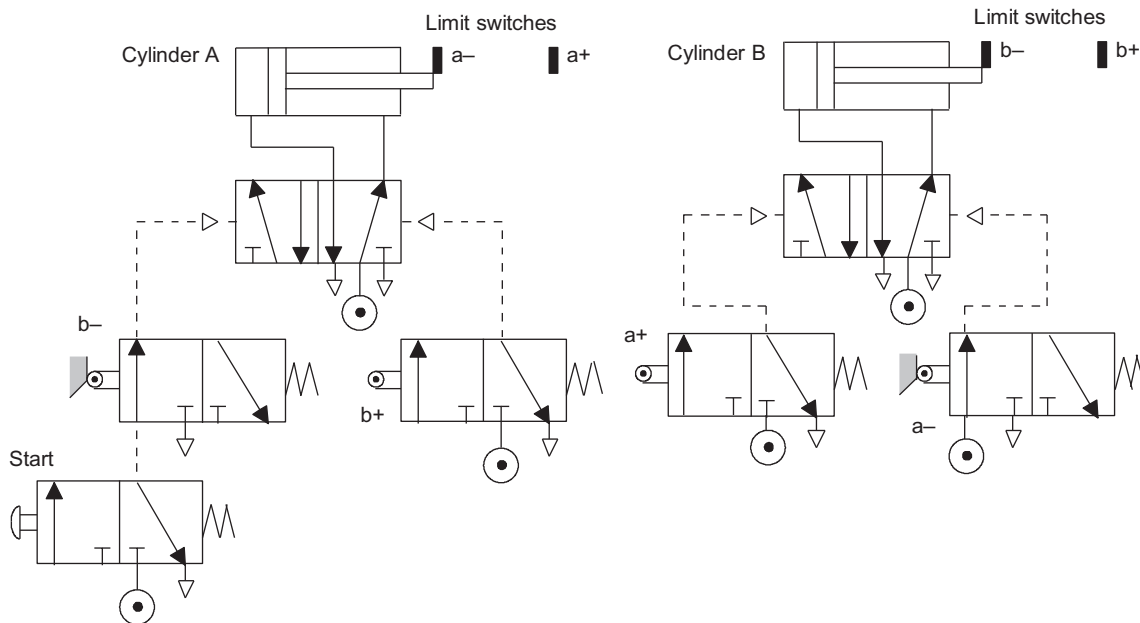 Limit switches
Cylinder A
a–
a+
Limit switches
Cylinder B
b–
b+
b–
b+
a+
a–
Start